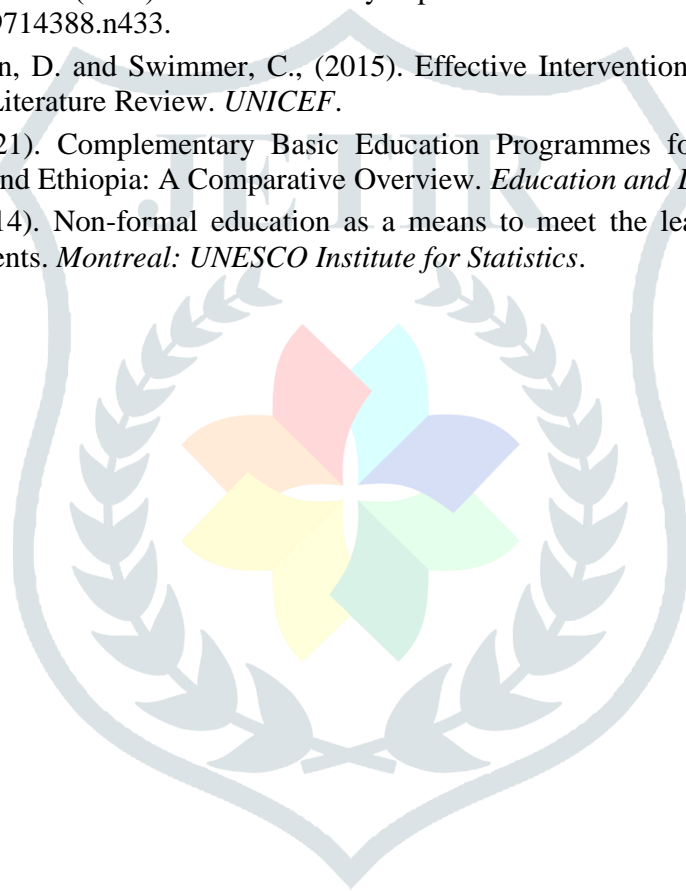 9714388.n433.
n, D. and Swimmer, C., (2015). Effective Intervention
Literature Review. UNICEF.
21). Complementary Basic Education Programmes fo
nd Ethiopia: A Comparative Overview. Education and
14). Non-formal education as a means to meet the lea
ents. Montreal: UNESCO Institute for Statistics.
JETIR